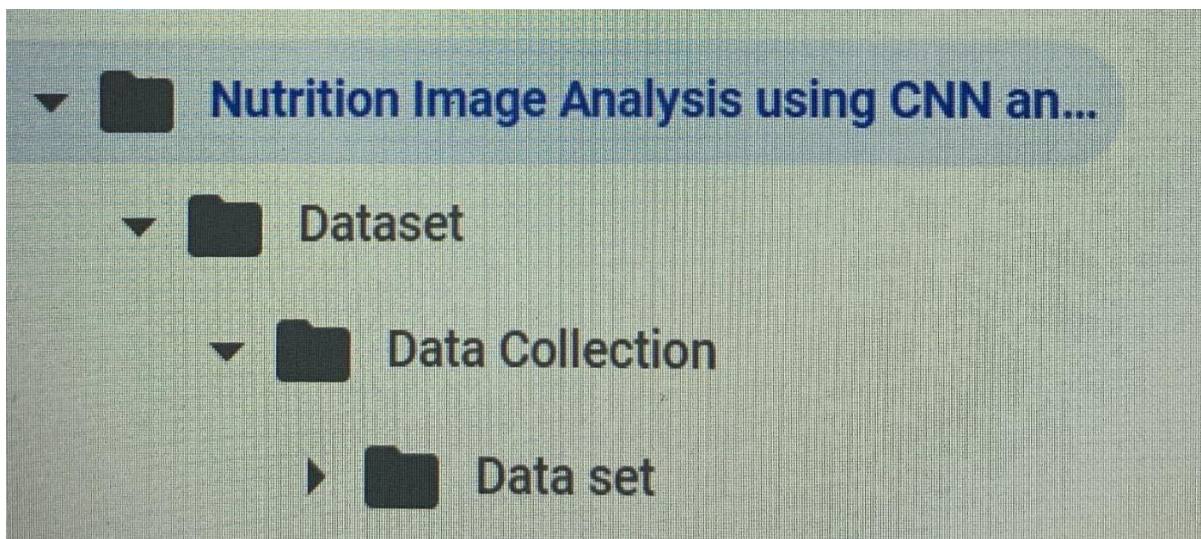 Nutrition Image Analysis using CNN an...
Dataset
Data Collection
Data set